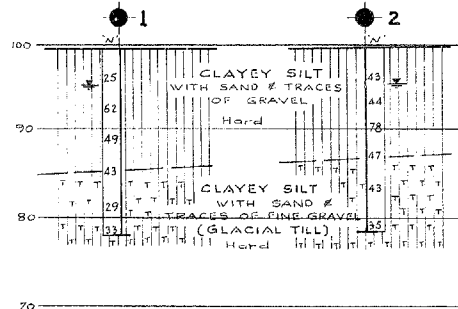 1
2
'N'
'N'
100
25
CLAYEY SILT
43
WITH SAND & TRACES
62
OF GRAVEL
44
Hard
90
78
49
47
43
CLAYEY SILT
43
WITH SAND &
29
TRACES OF FINE GRAVEL
80
33
(GLACIAL TILL)
35
Hard
70